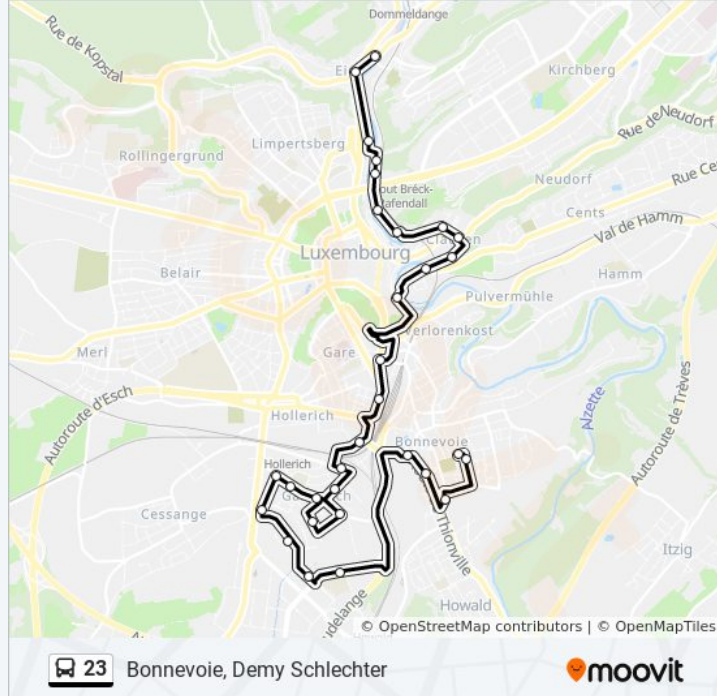 Dommeldange
Rue de Kopstal
Kirchberg
Limpertsberg
Rue de Neudorf
Rollingergrund
Rue Ce
Neudorf
Cents
Val de Hamm
Luxembourg
Belair
Hamm
Pulvermühle
Merl
Gare
Hollerich
Alzette
Autoroute de Trèves
Autoroute d'Esch
Bonnevoie
Hollerich
Cessange
Thionville
Itzig
Howald
© OpenStreetMap contributors | © OpenMapTiles
23 Bonnevoie, Demy Schlechter
moovit